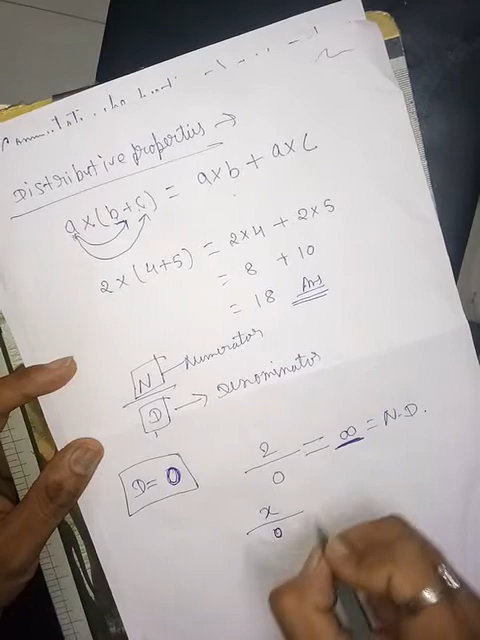 Distributive properties →
a×(b+c) = a×b + a×c
2×(4+5) = 2×4 + 2×5
= 8 + 10
= 18 Ans
N — Numerator
D → Denominator
D = 0
2/0 = ∞ = N.D.
x/0